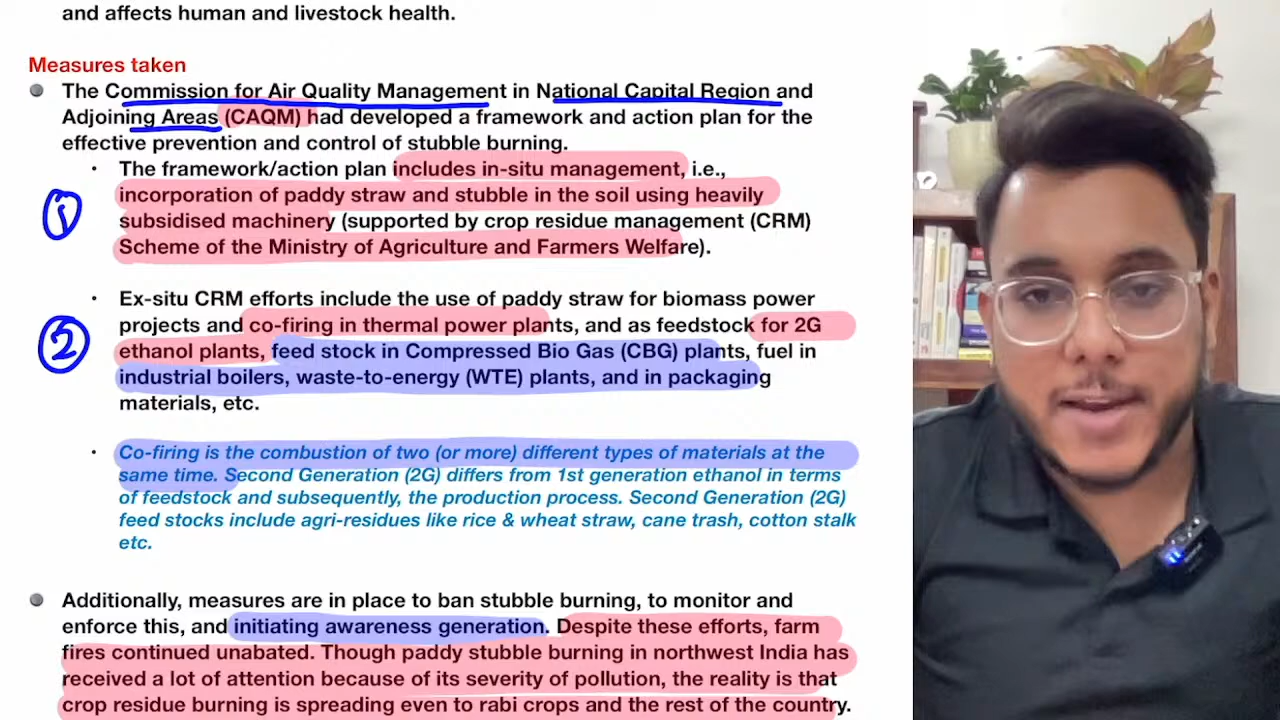 and affects human and livestock health.
Measures taken
The Commission for Air Quality Management in National Capital Region and
Adjoining Areas (CAQM) had developed a framework and action plan for the
effective prevention and control of stubble burning.
The framework/action plan includes in-situ management, i.e.,
incorporation of paddy straw and stubble in the soil using heavily
subsidised machinery (supported by crop residue management (CRM)
Scheme of the Ministry of Agriculture and Farmers Welfare).
1
Ex-situ CRM efforts include the use of paddy straw for biomass power
projects and co-firing in thermal power plants, and as feedstock for 2G
ethanol plants, feed stock in Compressed Bio Gas (CBG) plants, fuel in
industrial boilers, waste-to-energy (WTE) plants, and in packaging
materials, etc.
2
Co-firing is the combustion of two (or more) different types of materials at the
same time. Second Generation (2G) differs from 1st generation ethanol in terms
of feedstock and subsequently, the production process. Second Generation (2G)
feed stocks include agri-residues like rice & wheat straw, cane trash, cotton stalk
etc.
Additionally, measures are in place to ban stubble burning, to monitor and
enforce this, and initiating awareness generation. Despite these efforts, farm
fires continued unabated. Though paddy stubble burning in northwest India has
received a lot of attention because of its severity of pollution, the reality is that
crop residue burning is spreading even to rabi crops and the rest of the country.